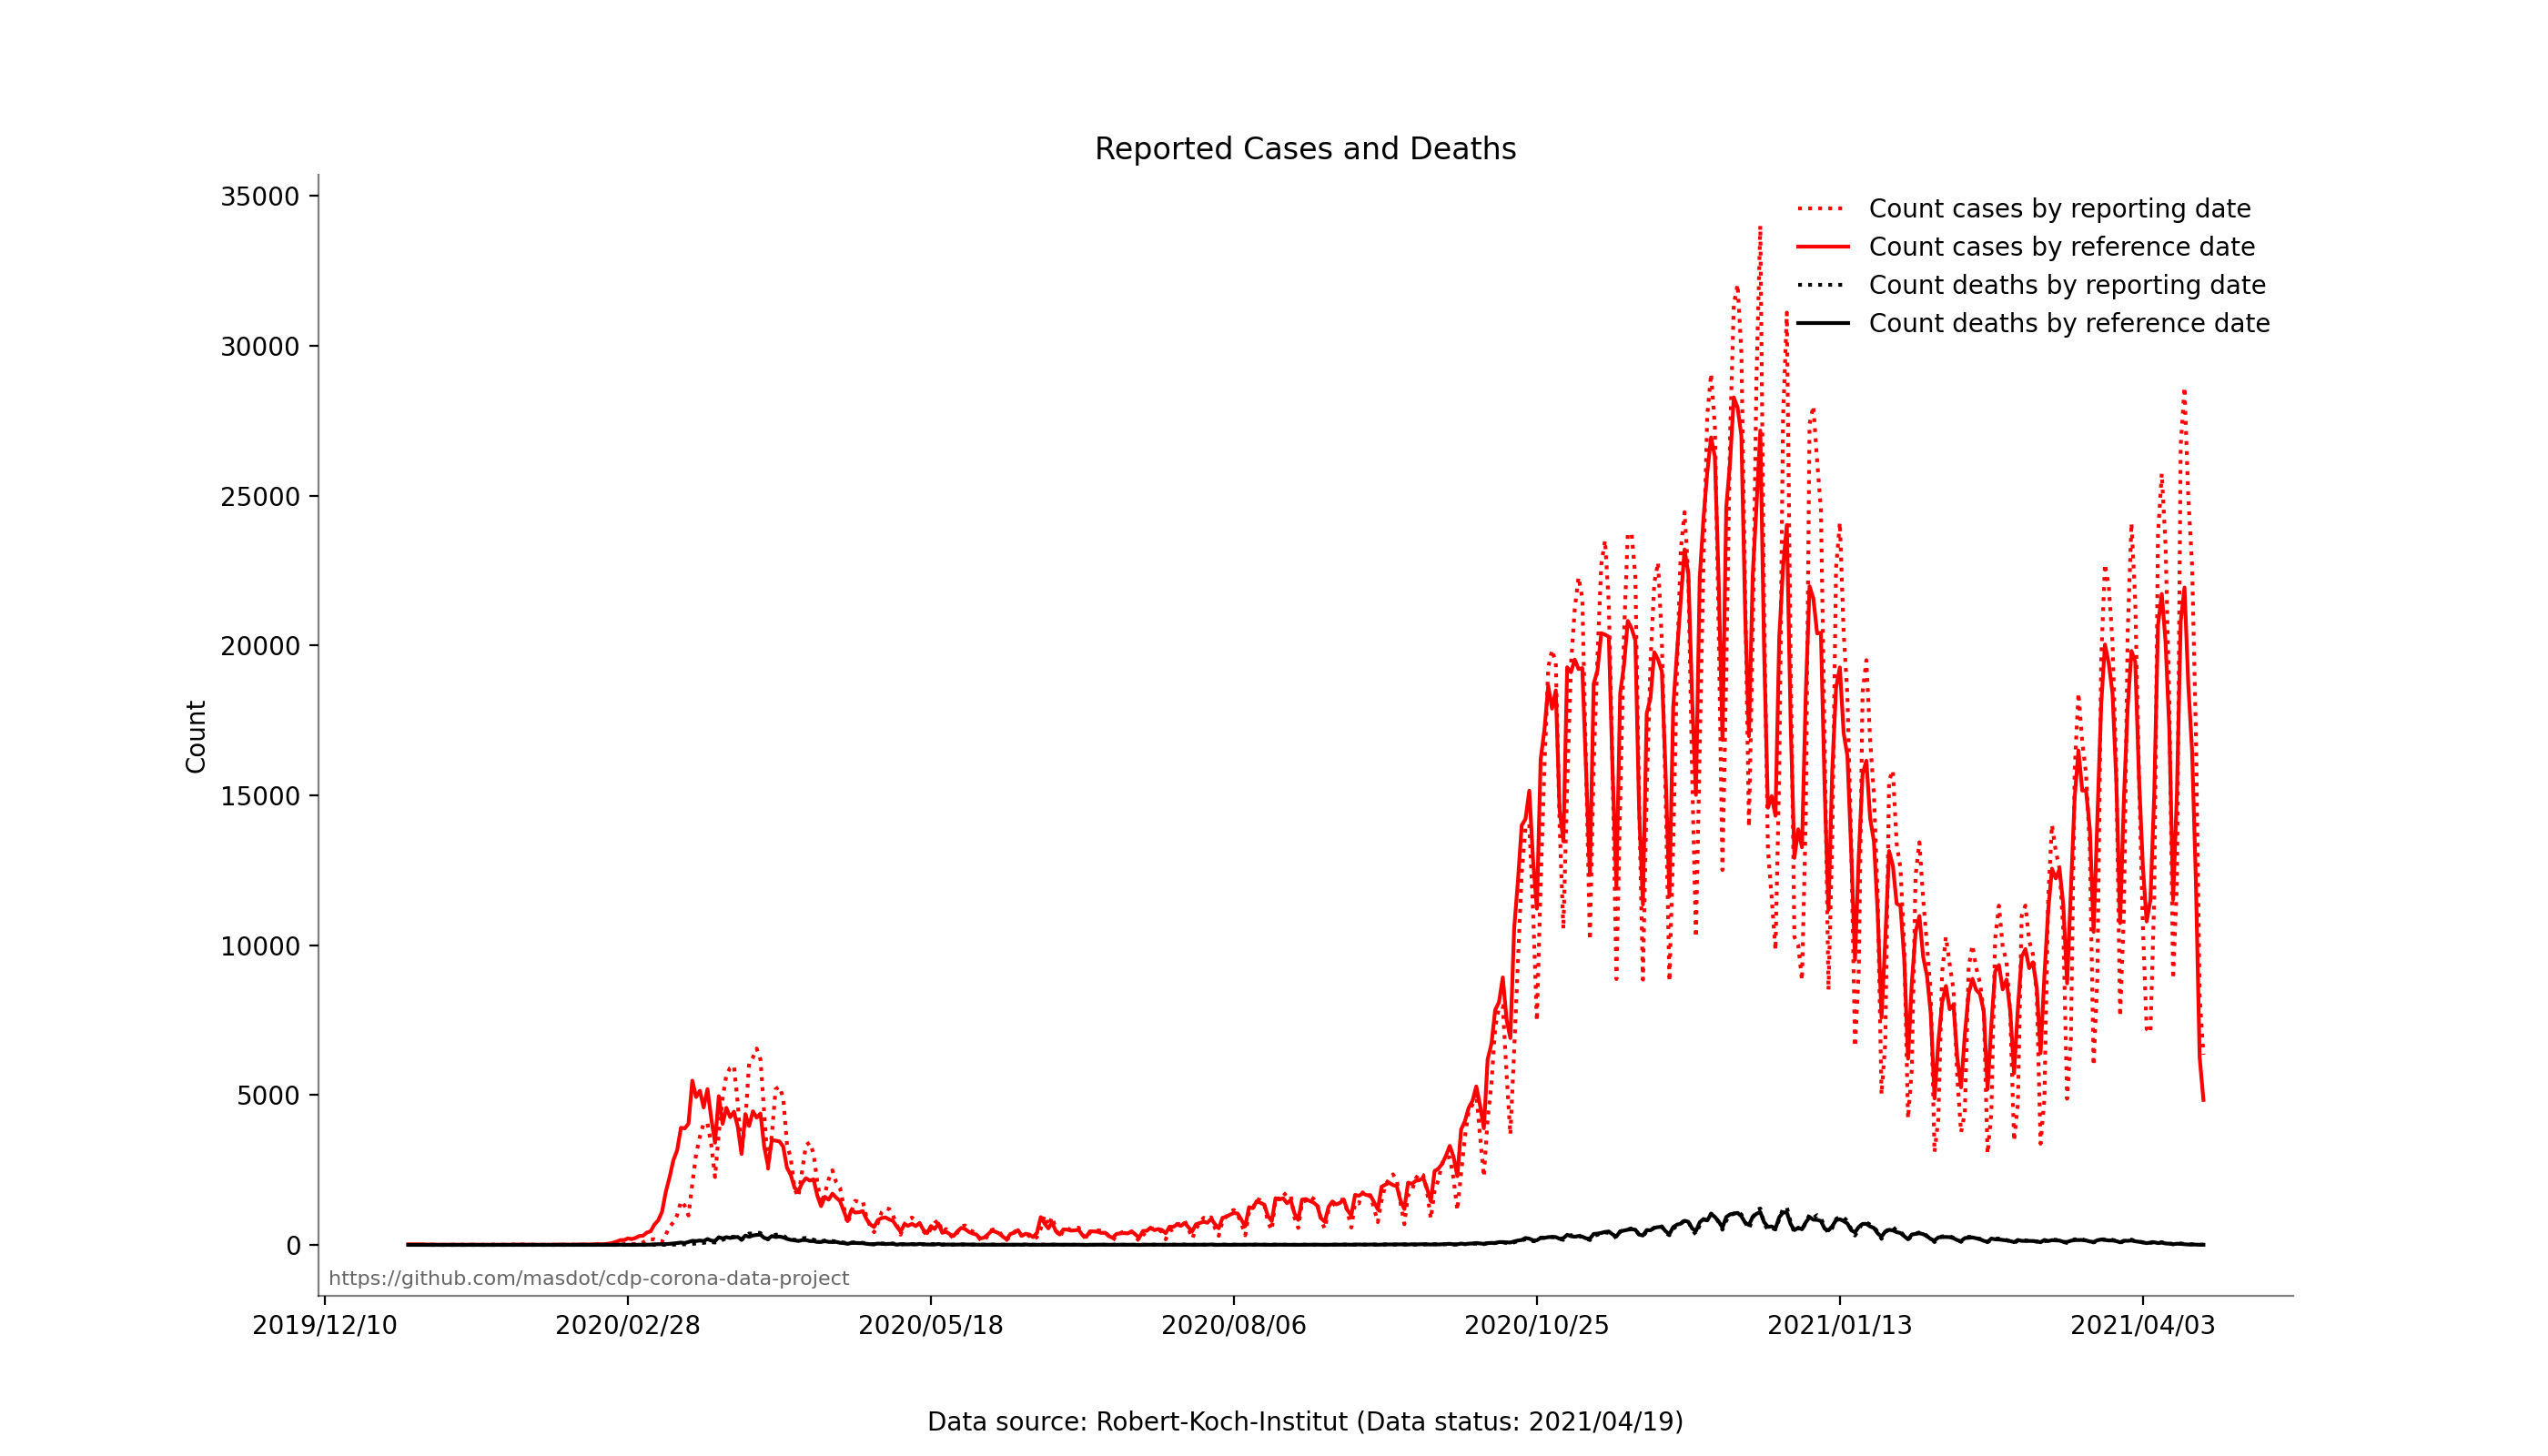 Reported Cases and Deaths
35000
30000
25000
20000
15000
10000
5000
0
Count
Count cases by reporting date
Count cases by reference date
Count deaths by reporting date
Count deaths by reference date
https://github.com/masdot/cdp-corona-data-project
2019/12/10 2020/02/28 2020/05/18 2020/08/06 2020/10/25 2021/01/13 2021/04/03
Data source: Robert-Koch-Institut (Data status: 2021/04/19)